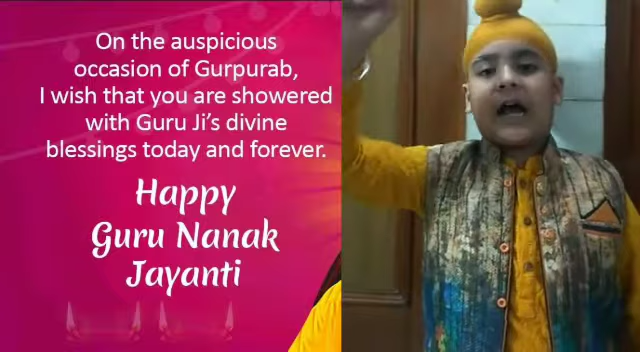 On the auspicious
occasion of Gurpurab,
I wish that you are showered
with Guru Ji’s divine
blessings today and forever.
Happy
Guru Nanak
Jayanti